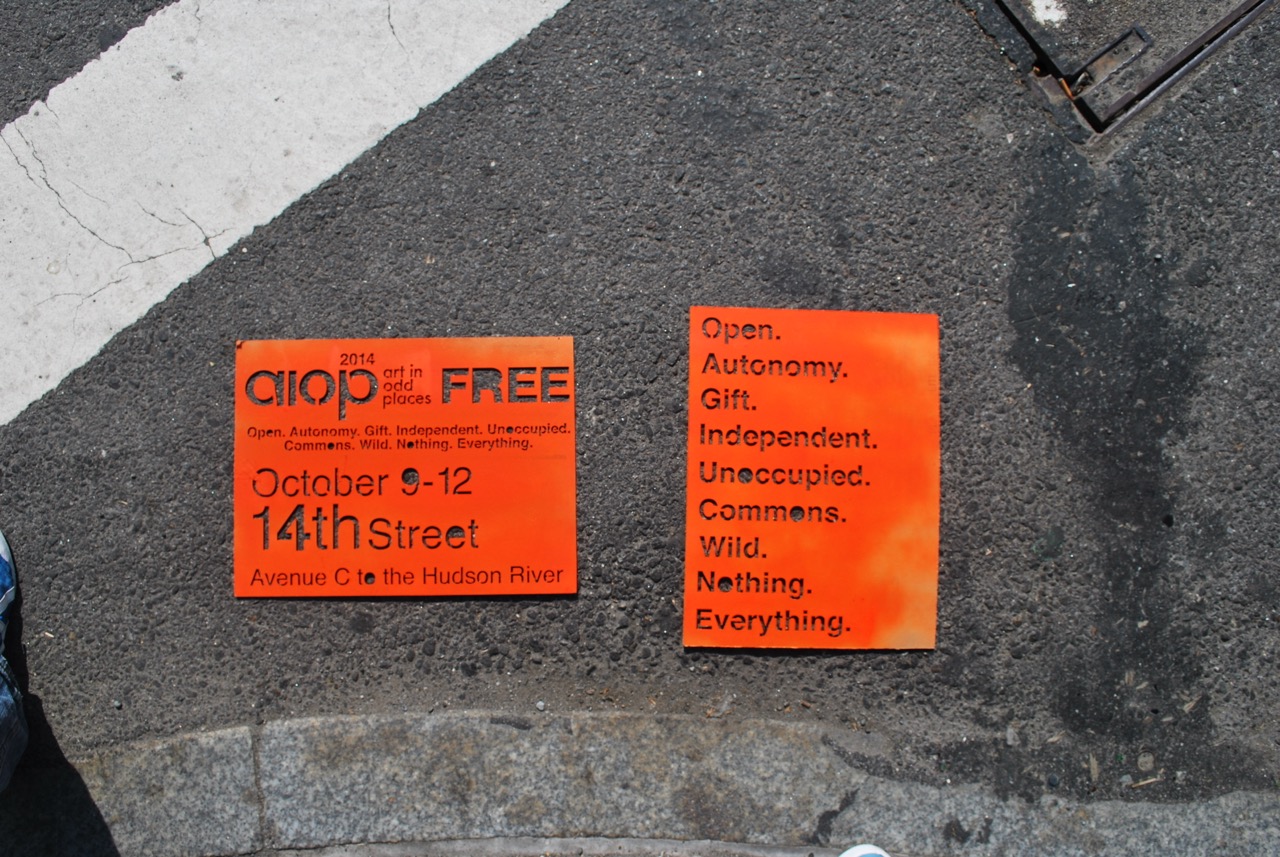 2014
aiop art in odd places FREE
Open. Autonomy. Gift. Independent. Unoccupied.
Commons. Wild. Nothing. Everything.
October 9-12
14th Street
Avenue C to the Hudson River
Open.
Autonomy.
Gift.
Independent.
Unoccupied.
Commons.
Wild.
Nothing.
Everything.